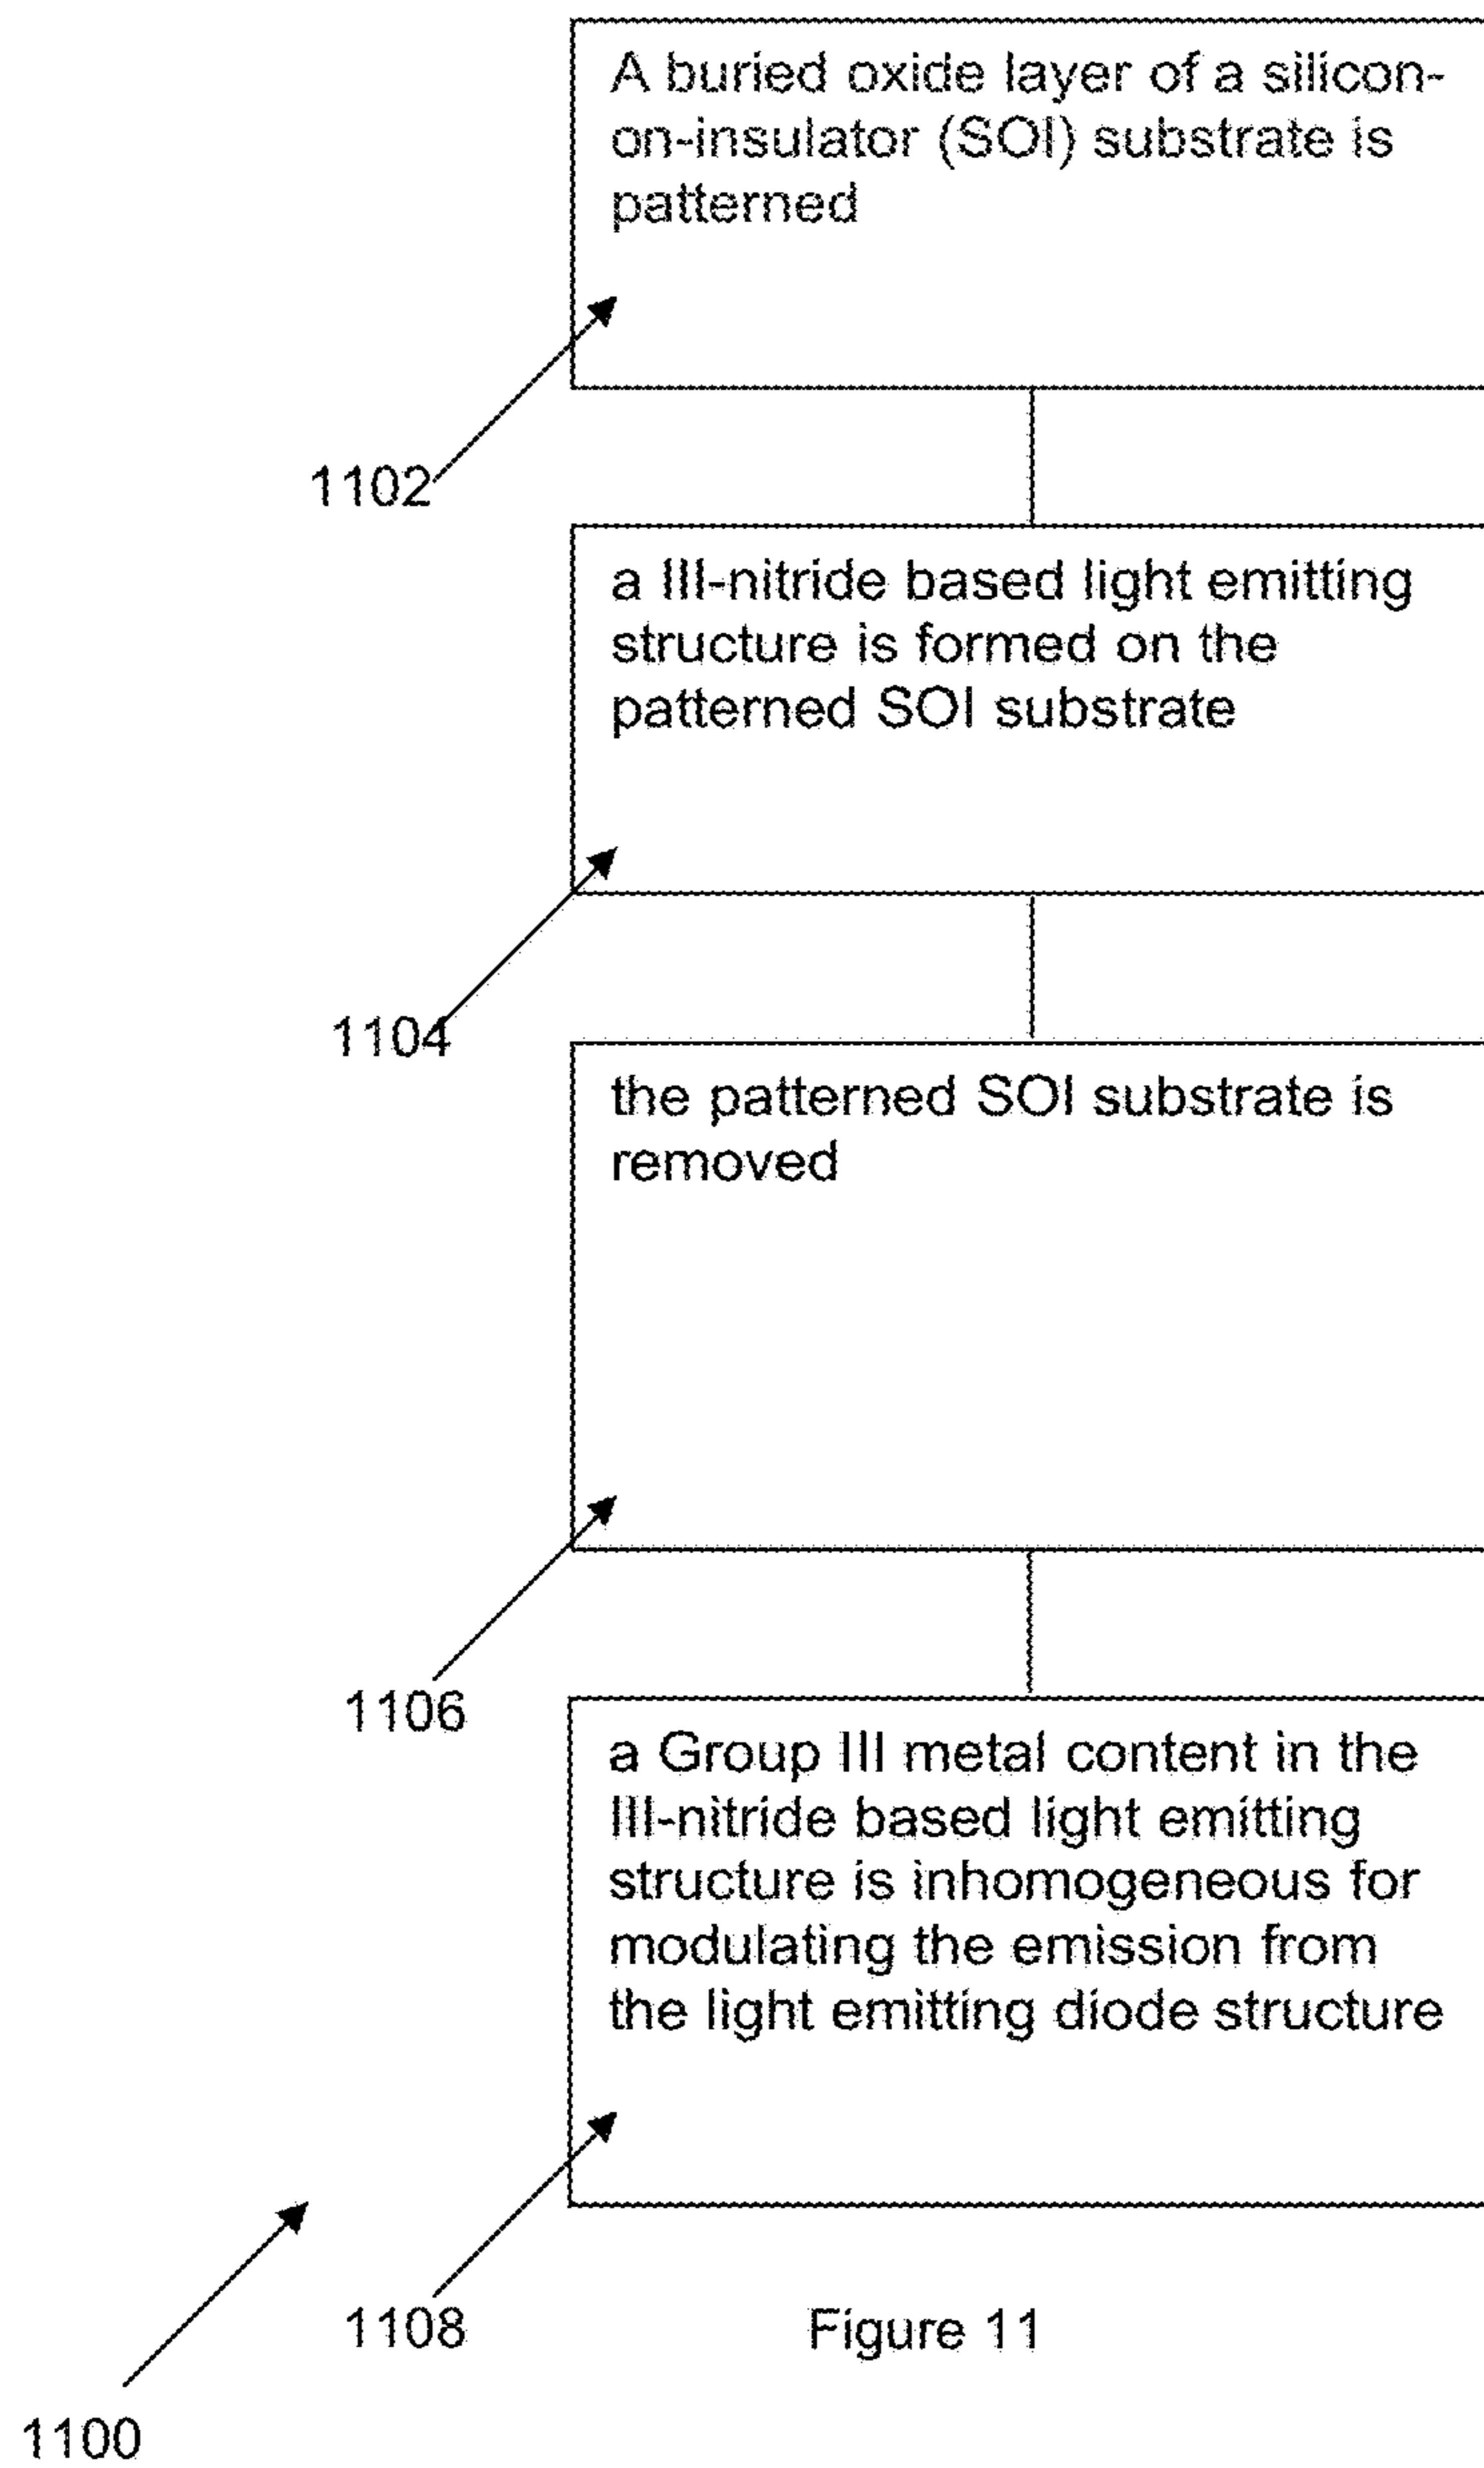 A buried oxide layer of a silicon-
on-insulator (SOI) substrate is
patterned
1102
a III-nitride based light emitting
structure is formed on the
patterned SOI substrate
1104
the patterned SOI substrate is
removed
1106
a Group III metal content in the
III-nitride based light emitting
structure is inhomogeneous for
modulating the emission from
the light emitting diode structure
1108
Figure 11
1100